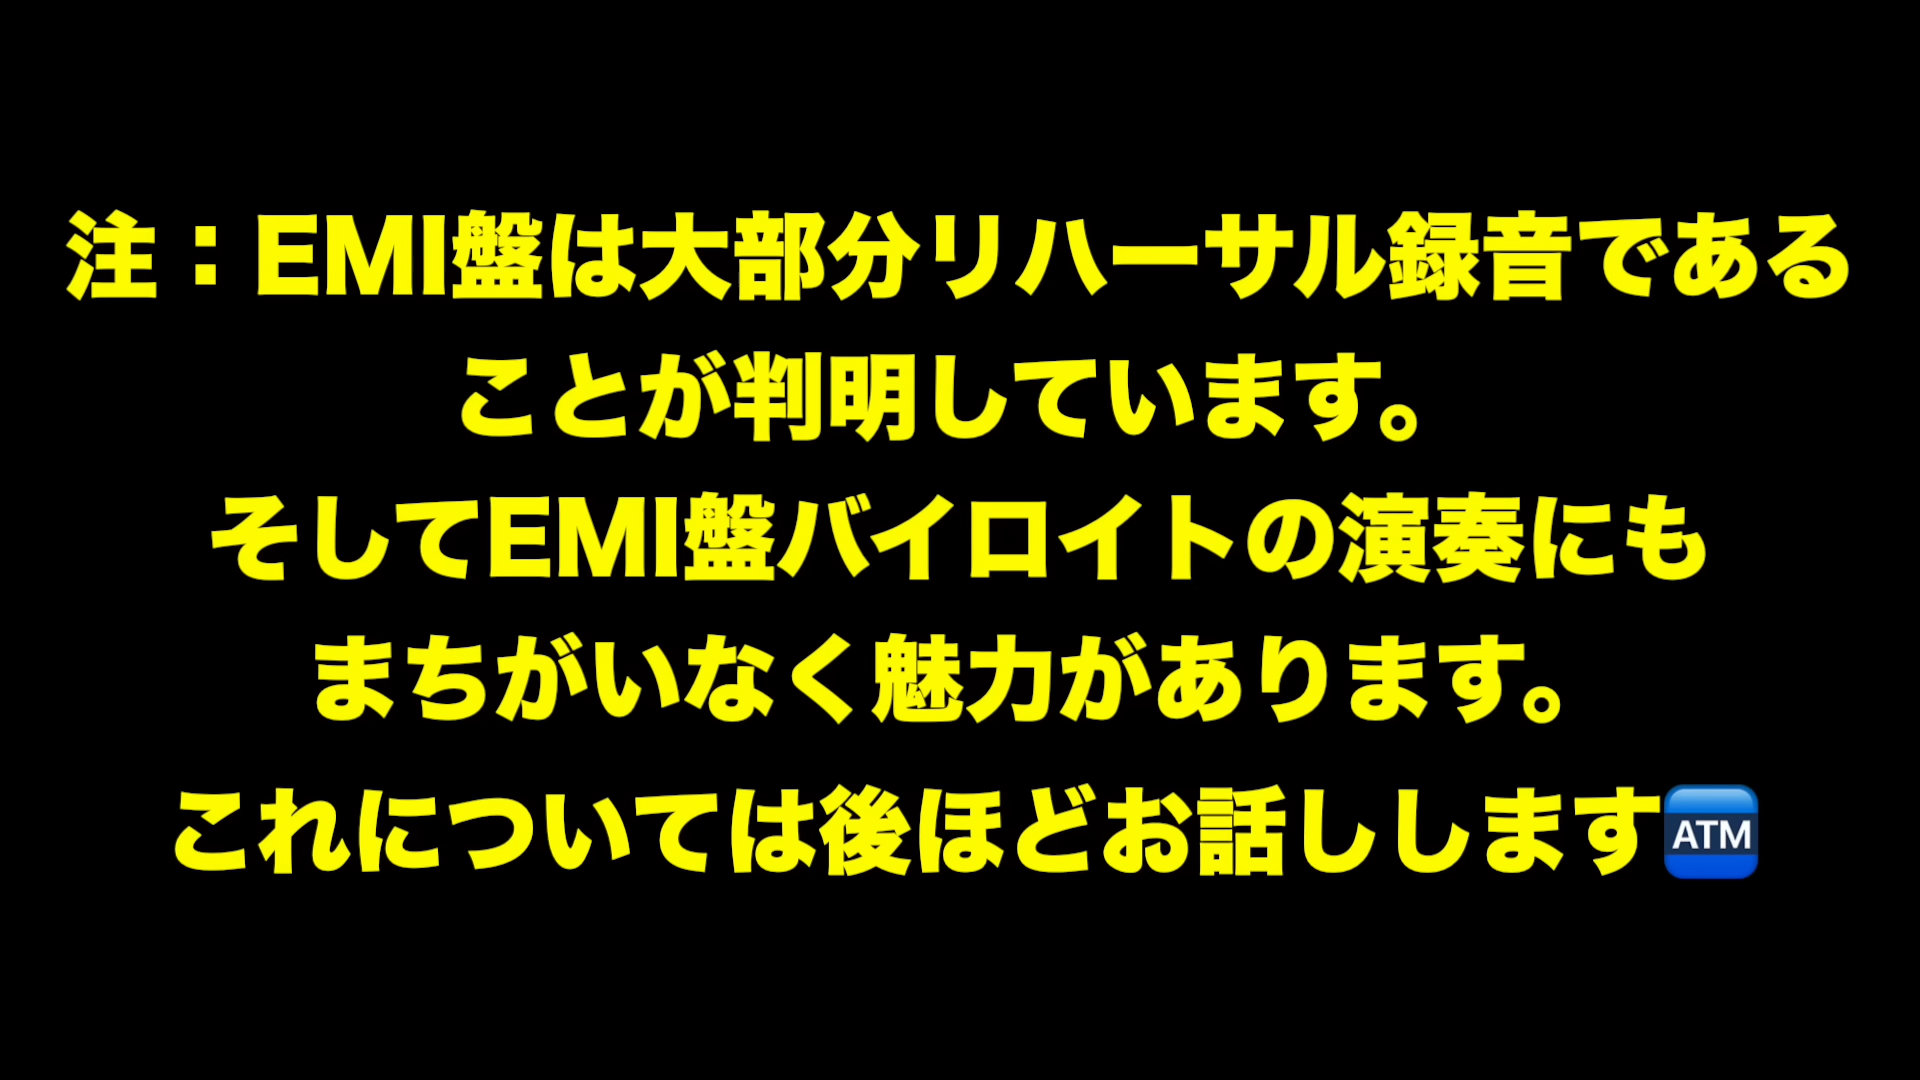 注：EMI盤は大部分リハーサル録音である
ことが判明しています。
そしてEMI盤バイロイトの演奏にも
まちがいなく魅力があります。
これについては後ほどお話しします🏧